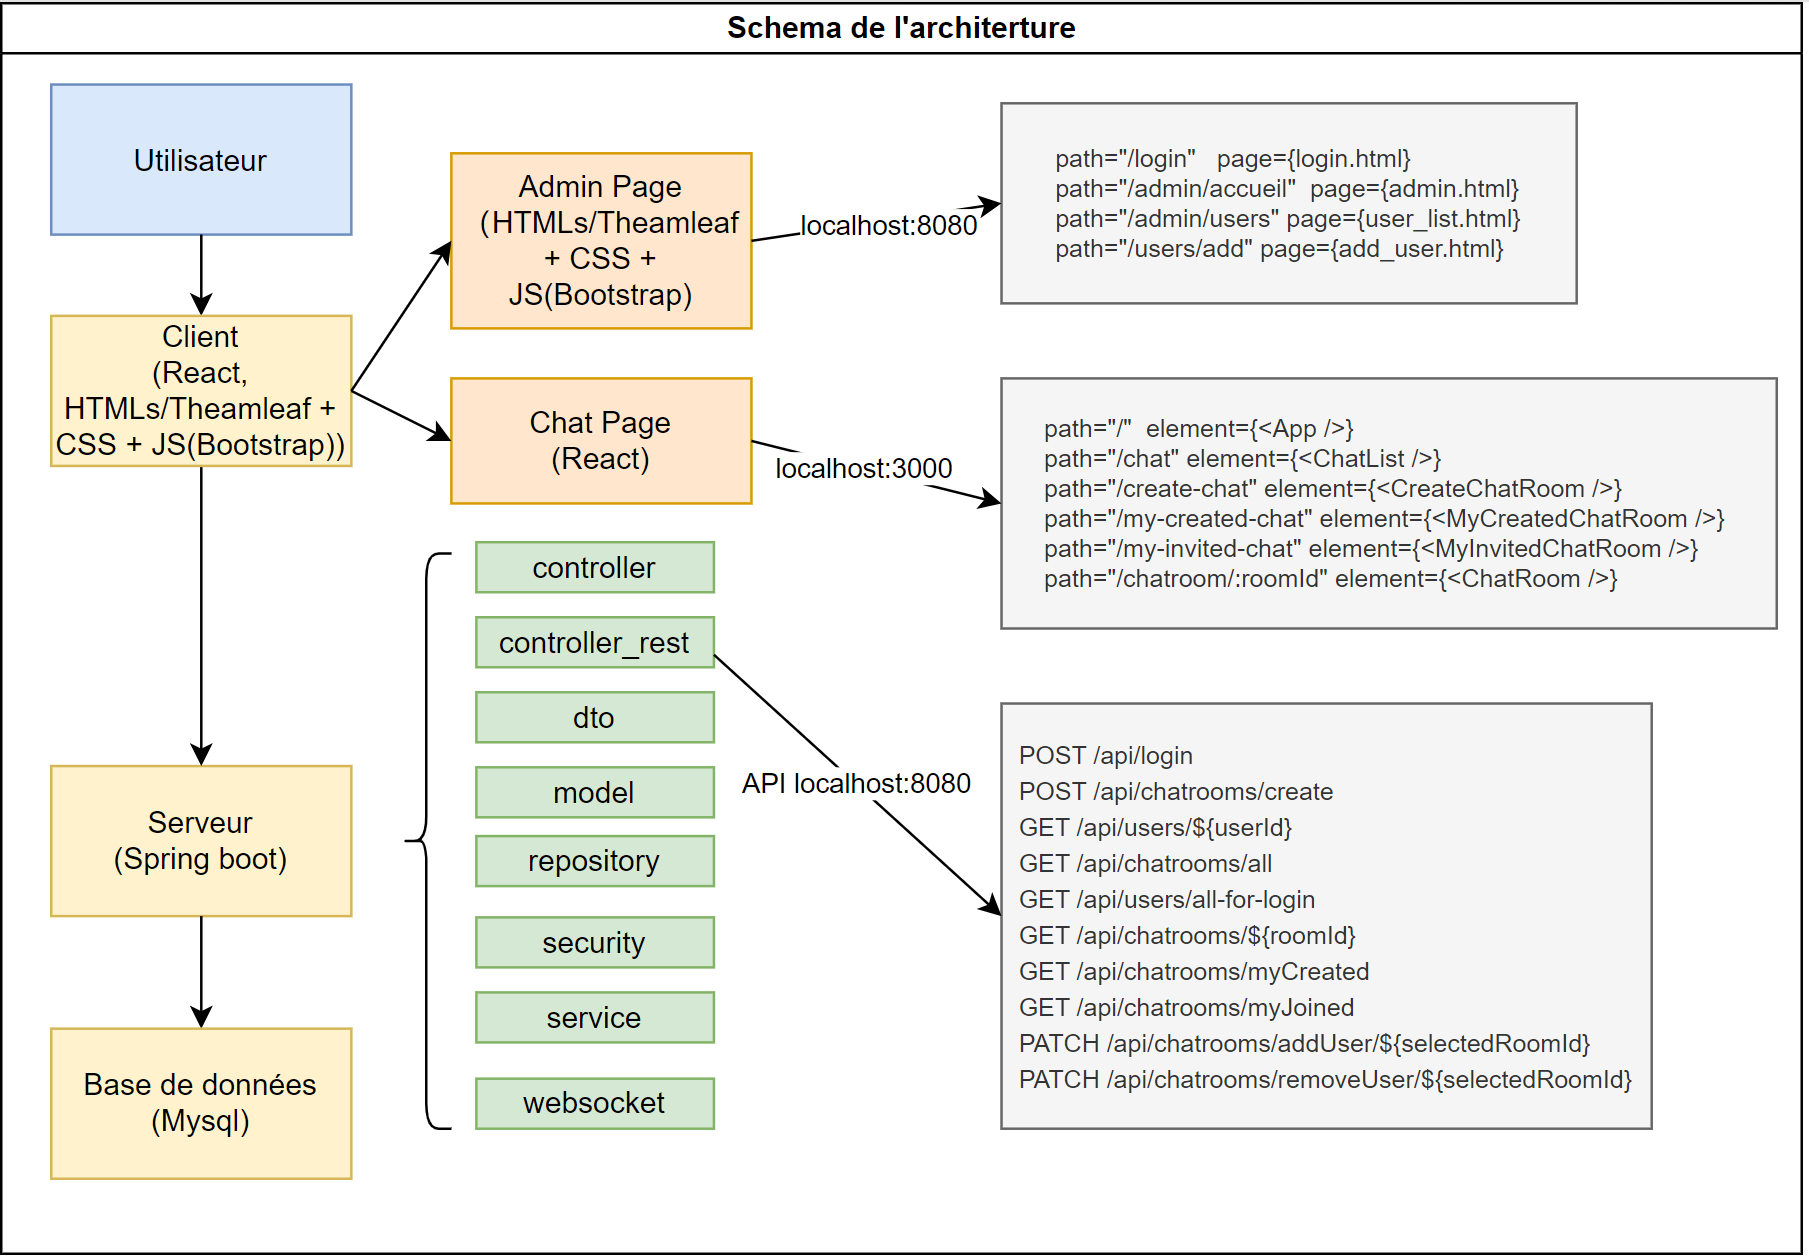 Schema de l'architerture
Utilisateur
Client
(React,
HTMLs/Theamleaf +
CSS + JS(Bootstrap))
Serveur
(Spring boot)
Base de données
(Mysql)
Admin Page
(HTMLs/Theamleaf
+ CSS +
JS(Bootstrap)
Chat Page
(React)
localhost:8080
localhost:3000
path="/login" page={login.html}
path="/admin/accueil" page={admin.html}
path="/admin/users" page={user_list.html}
path="/users/add" page={add_user.html}
path="/" element={<App />}
path="/chat" element={<ChatList />}
path="/create-chat" element={<CreateChatRoom />}
path="/my-created-chat" element={<MyCreatedChatRoom />}
path="/my-invited-chat" element={<MyInvitedChatRoom />}
path="/chatroom/:roomId" element={<ChatRoom />}
controller
controller_rest
dto
model
repository
security
service
websocket
API localhost:8080
POST /api/login
POST /api/chatrooms/create
GET /api/users/${userId}
GET /api/chatrooms/all
GET /api/users/all-for-login
GET /api/chatrooms/${roomId}
GET /api/chatrooms/myCreated
GET /api/chatrooms/myJoined
PATCH /api/chatrooms/addUser/${selectedRoomId}
PATCH /api/chatrooms/removeUser/${selectedRoomId}